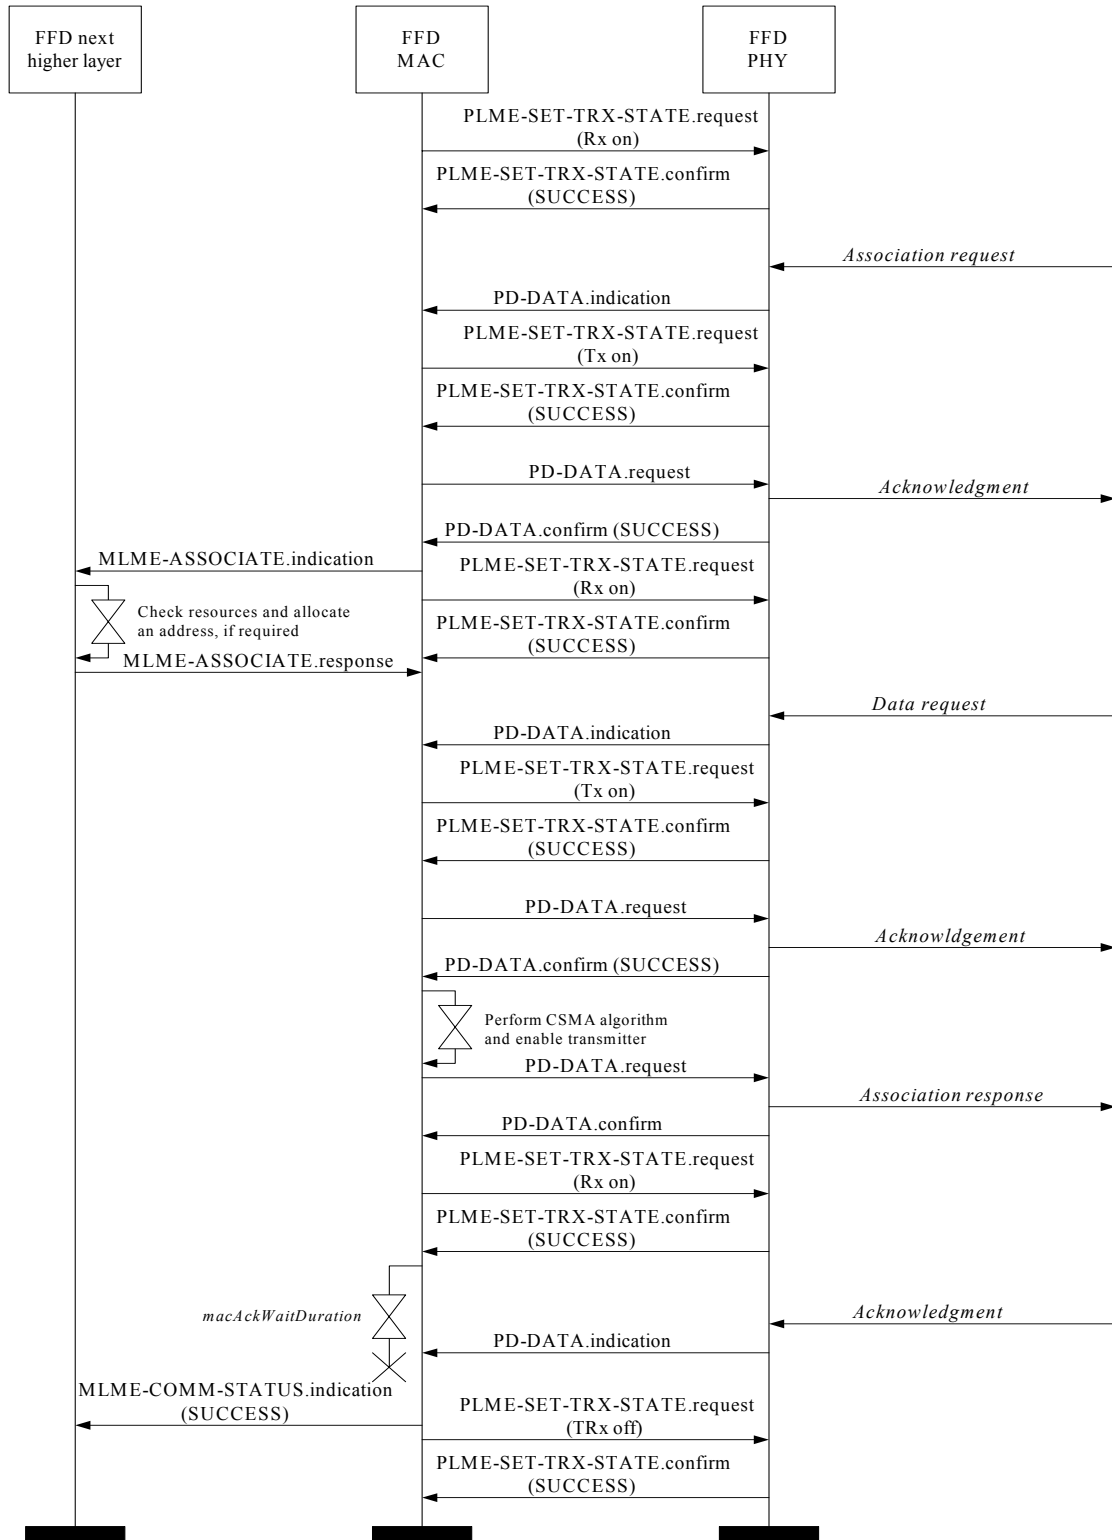 FFD next
higher layer
FFD
MAC
FFD
PHY
PLME-SET-TRX-STATE.request
(Rx on)
PLME-SET-TRX-STATE.confirm
(SUCCESS)
Association request
PD-DATA.indication
PLME-SET-TRX-STATE.request
(Tx on)
PLME-SET-TRX-STATE.confirm
(SUCCESS)
PD-DATA.request
Acknowledgment
PD-DATA.confirm (SUCCESS)
MLME-ASSOCIATE.indication
PLME-SET-TRX-STATE.request
(Rx on)
Check resources and allocate
an address, if required
PLME-SET-TRX-STATE.confirm
(SUCCESS)
MLME-ASSOCIATE.response
Data request
PD-DATA.indication
PLME-SET-TRX-STATE.request
(Tx on)
PLME-SET-TRX-STATE.confirm
(SUCCESS)
PD-DATA.request
Acknowldgement
PD-DATA.confirm (SUCCESS)
Perform CSMA algorithm
and enable transmitter
PD-DATA.request
Association response
PD-DATA.confirm
PLME-SET-TRX-STATE.request
(Rx on)
PLME-SET-TRX-STATE.confirm
(SUCCESS)
macAckWaitDuration
Acknowledgment
PD-DATA.indication
MLME-COMM-STATUS.indication
(SUCCESS)
PLME-SET-TRX-STATE.request
(TRx off)
PLME-SET-TRX-STATE.confirm
(SUCCESS)